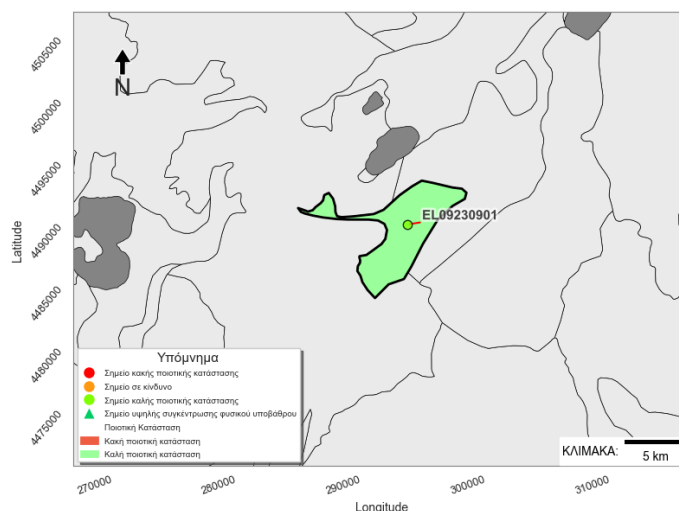 4505000
4500000
4495000
4490000
4485000
4480000
4475000
Latitude
N
EL09230901
Υπόμνημα
Σημείο κακής ποιοτικής κατάστασης
Σημείο σε κίνδυνο
Σημείο καλής ποιοτικής κατάστασης
Σημείο υψηλής συγκέντρωσης φυσικού υποβάθρου
Ποιοτική Κατάσταση
Κακή ποιοτική κατάσταση
Καλή ποιοτική κατάσταση
ΚΛΙΜΑΚΑ:
5 km
270000 280000 290000 300000 310000
Longitude